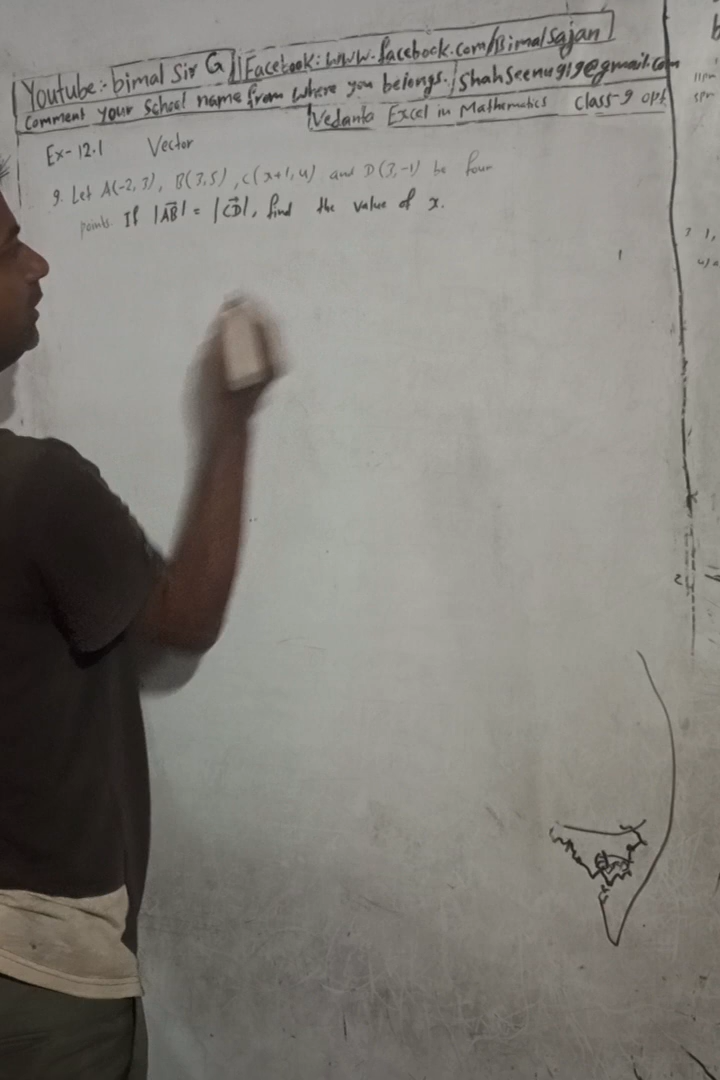 Youtube:- bimal Sir G Facebook: www.facebook.com/Bimalsajan
Comment your School name from where you belongs. Shahseenu919@gmail.com
Vedanta Excel in Mathematics Class-9 opt
Ex-12.1 Vector
9. Let A(-2,3), B(3,5), C(x+1,4) and D(3,-1) be four
points. If |AB⃗| = |CD⃗|, find the value of x.